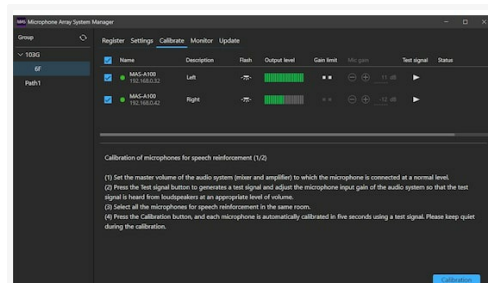 MAS Microphone Array System Manager
Group
Register Settings Calibrate Monitor Update
103G
6F
Path1
Name Description Flash Output level Gain limit Mic gain Test signal Status
MAS-A100
192.168.0.32
Left 11 dB
MAS-A100
192.168.0.42
Right 12 dB
Calibration of microphones for speech reinforcement (1/2)
(1) Set the master volume of the audio system (mixer and amplifier) to which the microphone is connected at a normal level.
(2) Press the Test signal button to generates a test signal and adjust the microphone input gain of the audio system so that the test
signal is heard from loudspeakers at an appropriate level of volume.
(3) Select all the microphones for speech reinforcement in the same room.
(4) Press the Calibration button, and each microphone is automatically calibrated in five seconds using a test signal. Please keep quiet
during the calibration.
Calibration